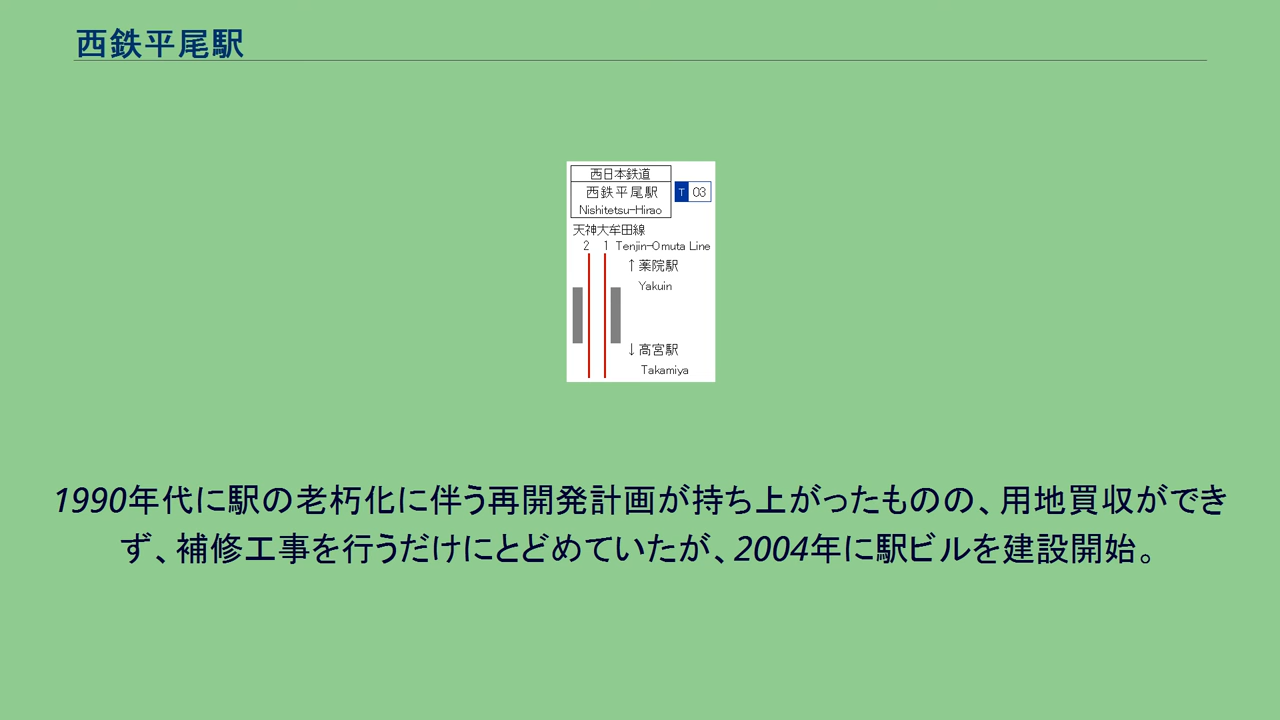 西鉄平尾駅
西日本鉄道
西鉄平尾駅
Nishitetsu-Hirao
T 03
天神大牟田線
2 1 Tenjin-Omuta Line
↑薬院駅
Yakuin
↓高宮駅
Takamiya
1990年代に駅の老朽化に伴う再開発計画が持ち上がったものの、用地買収ができ
ず、補修工事を行うだけにとどめていたが、2004年に駅ビルを建設開始。